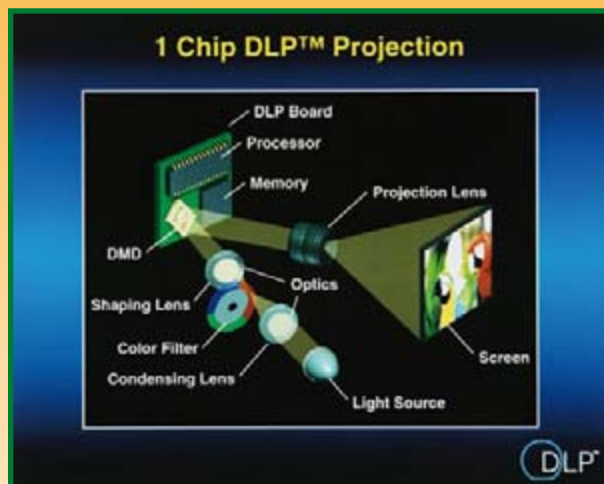 1 Chip DLP™ Projection
DLP Board
Processor
Memory
Projection Lens
DMD
Optics
Shaping Lens
Color Filter
Condensing Lens
Screen
Light Source
DLP™